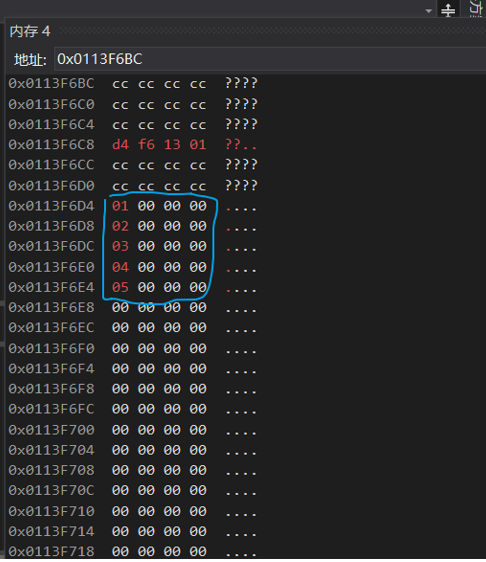 方
内存 4
地址: 0x0113F6BC
0x0113F6BC cc cc cc cc ????
0x0113F6C0 cc cc cc cc ????
0x0113F6C4 cc cc cc cc ????
0x0113F6C8 d4 f6 13 01 ??..
0x0113F6CC cc cc cc cc ????
0x0113F6D0 cc cc cc cc ????
0x0113F6D4 01 00 00 00 ....
0x0113F6D8 02 00 00 00 ....
0x0113F6DC 03 00 00 00 ....
0x0113F6E0 04 00 00 00 ....
0x0113F6E4 05 00 00 00 ....
0x0113F6E8 00 00 00 00 ....
0x0113F6EC 00 00 00 00 ....
0x0113F6F0 00 00 00 00 ....
0x0113F6F4 00 00 00 00 ....
0x0113F6F8 00 00 00 00 ....
0x0113F6FC 00 00 00 00 ....
0x0113F700 00 00 00 00 ....
0x0113F704 00 00 00 00 ....
0x0113F708 00 00 00 00 ....
0x0113F70C 00 00 00 00 ....
0x0113F710 00 00 00 00 ....
0x0113F714 00 00 00 00 ....
0x0113F718 00 00 00 00 ....